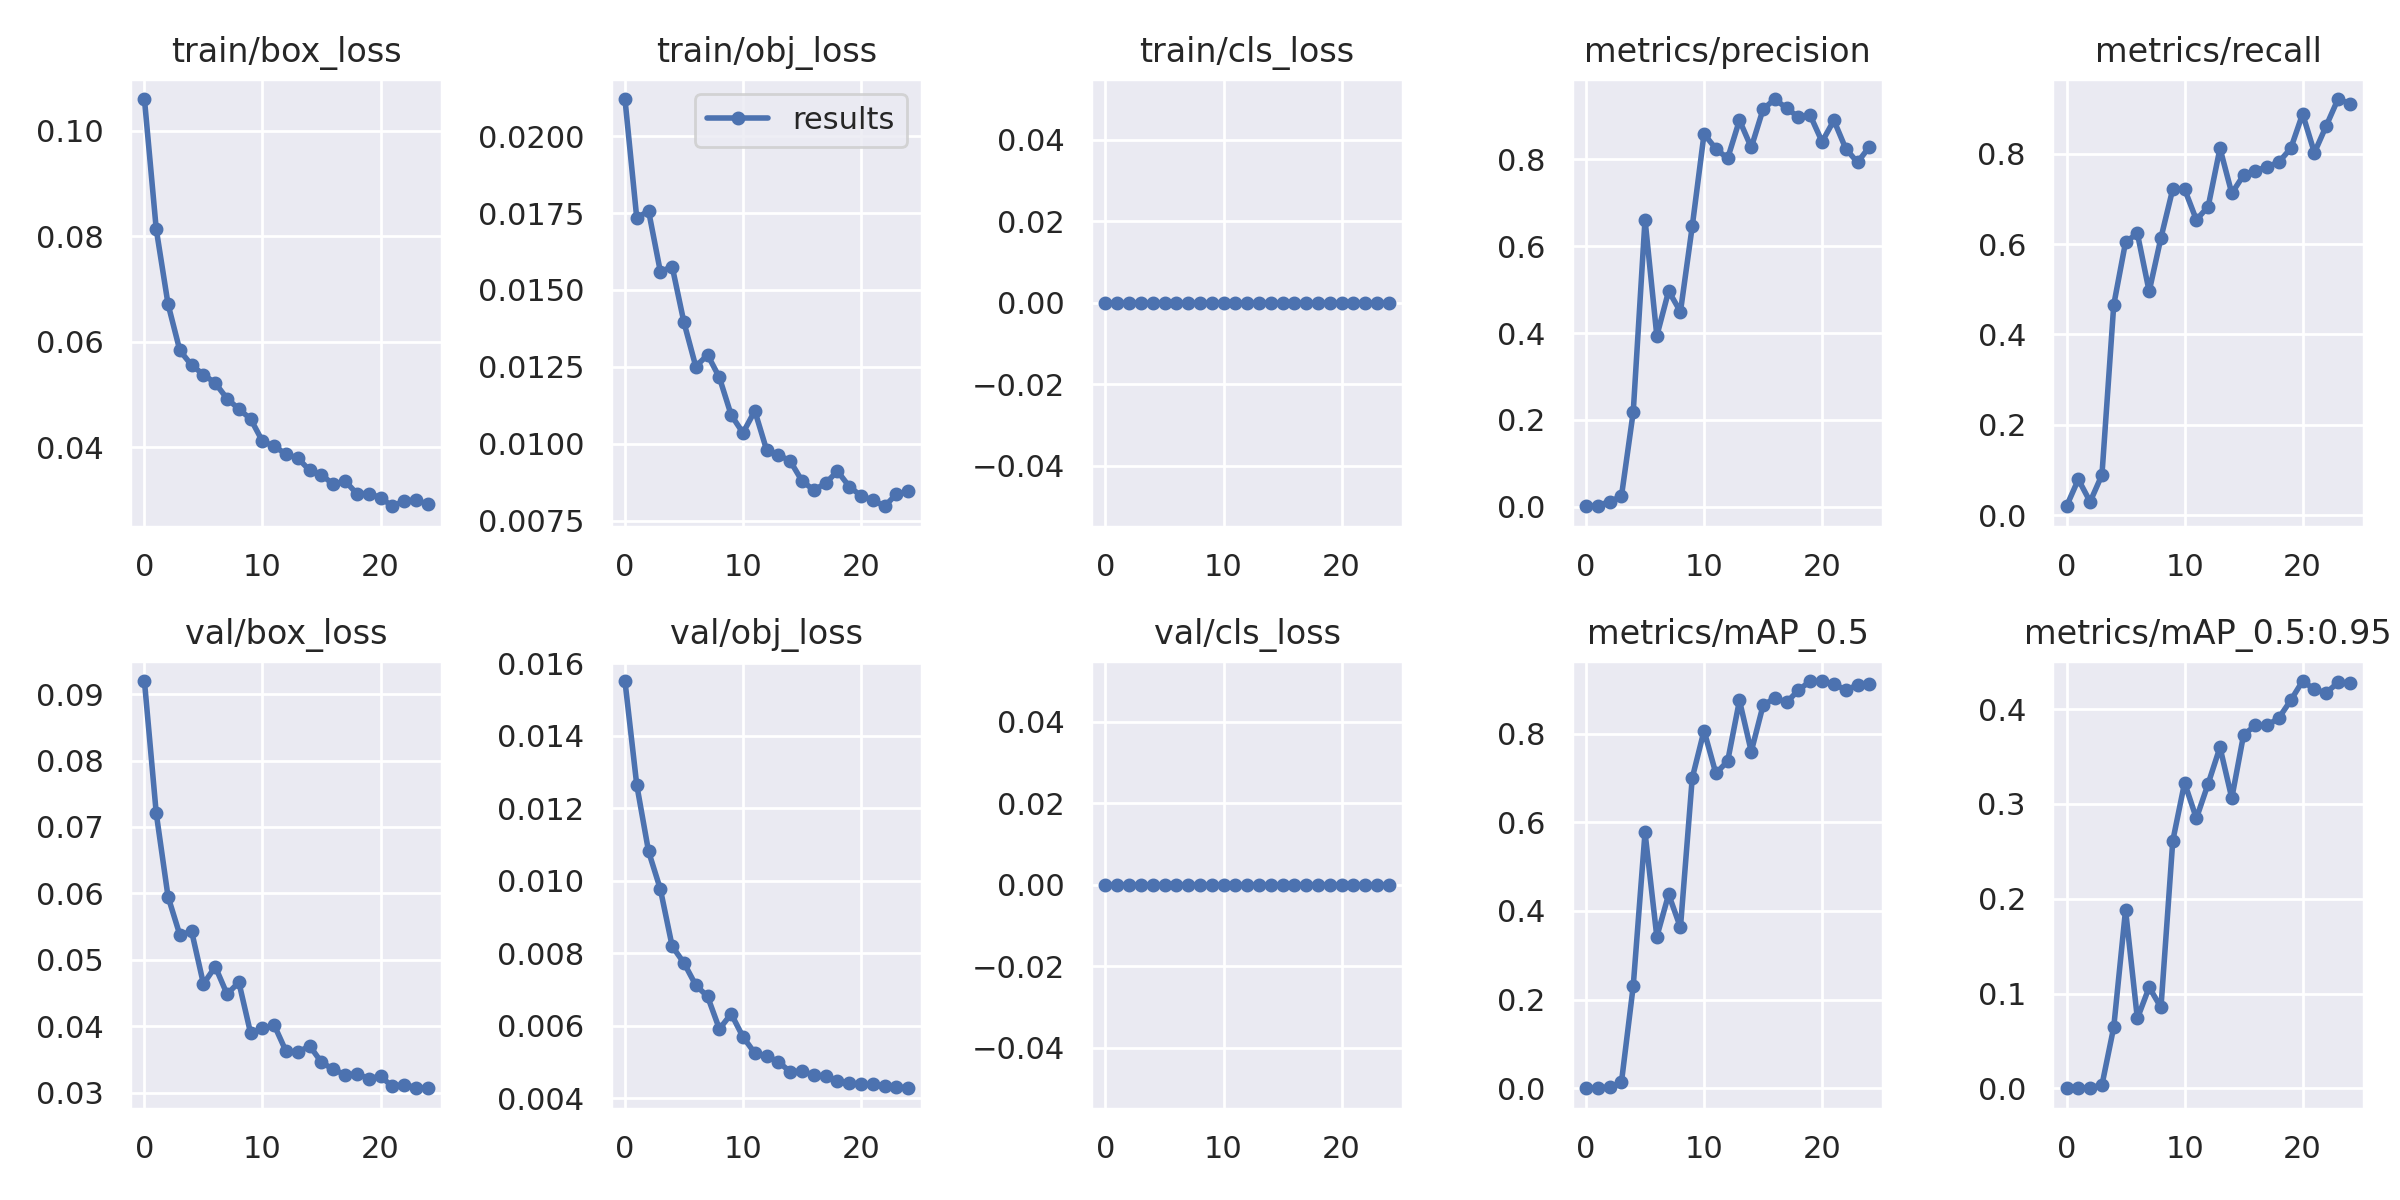 train/box_loss
0.10
0.08
0.06
0.04
0 10 20
train/obj_loss
results
0.0200
0.0175
0.0150
0.0125
0.0100
0.0075
0 10 20
train/cls_loss
0.04
0.02
0.00
−0.02
−0.04
0 10 20
metrics/precision
0.8
0.6
0.4
0.2
0.0
0 10 20
metrics/recall
0.8
0.6
0.4
0.2
0.0
0 10 20
val/box_loss
0.09
0.08
0.07
0.06
0.05
0.04
0.03
0 10 20
val/obj_loss
0.016
0.014
0.012
0.010
0.008
0.006
0.004
0 10 20
val/cls_loss
0.04
0.02
0.00
−0.02
−0.04
0 10 20
metrics/mAP_0.5
0.8
0.6
0.4
0.2
0.0
0 10 20
metrics/mAP_0.5:0.95
0.4
0.3
0.2
0.1
0.0
0 10 20